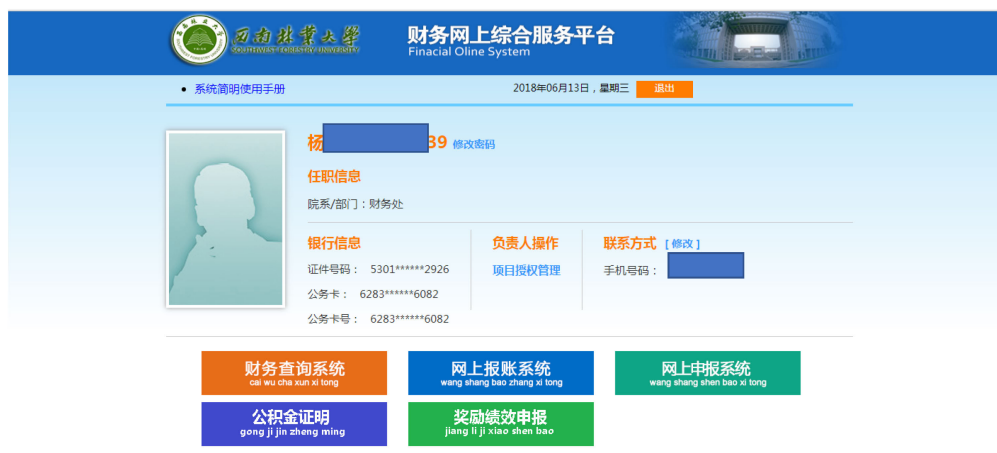 西南林业大学
SOUTHWEST FORESTRY UNIVERSITY
财务网上综合服务平台
Finacial Oline System
系统简明使用手册
2018年06月13日，星期三 退出
杨 39 修改密码
任职信息
院系/部门：财务处
银行信息 负责人操作 联系方式 [ 修改 ]
证件号码： 5301******2926 项目授权管理 手机号码：
公务卡： 6283******6082
公务卡号： 6283******6082
财务查询系统 网上报账系统 网上申报系统
cai wu cha xun xi tong wang shang bao zhang xi tong wang shang shen bao xi tong
公积金证明 奖励绩效申报
gong ji jin zheng ming jiang li ji xiao shen bao